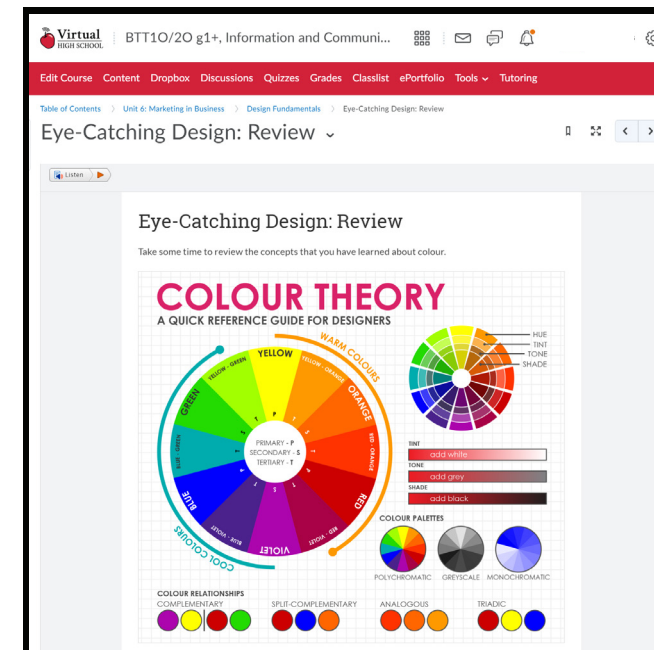 Virtual
HIGH SCHOOL
BTT1O/2O g1+, Information and Communi...
Edit Course Content Dropbox Discussions Quizzes Grades Classlist ePortfolio Tools Tutoring
Table of Contents > Unit 6: Marketing in Business > Design Fundamentals > Eye-Catching Design: Review
Eye-Catching Design: Review
Listen
Eye-Catching Design: Review
Take some time to review the concepts that you have learned about colour.
COLOUR THEORY
A QUICK REFERENCE GUIDE FOR DESIGNERS
WARM COLOURS
YELLOW
YELLOW - ORANGE
ORANGE
RED - ORANGE
RED
RED - VIOLET
VIOLET
BLUE - VIOLET
BLUE
BLUE - GREEN
GREEN
YELLOW - GREEN
COOL COLOURS
P
T
S
T
P
T
S
T
P
T
S
T
PRIMARY - P
SECONDARY - S
TERTIARY - T
HUE
TINT
TONE
SHADE
TINT
add white
TONE
add grey
SHADE
add black
COLOUR PALETTES
POLYCHROMATIC GREYSCALE MONOCHROMATIC
COLOUR RELATIONSHIPS
COMPLEMENTARY SPLIT-COMPLEMENTARY ANALOGOUS TRIADIC